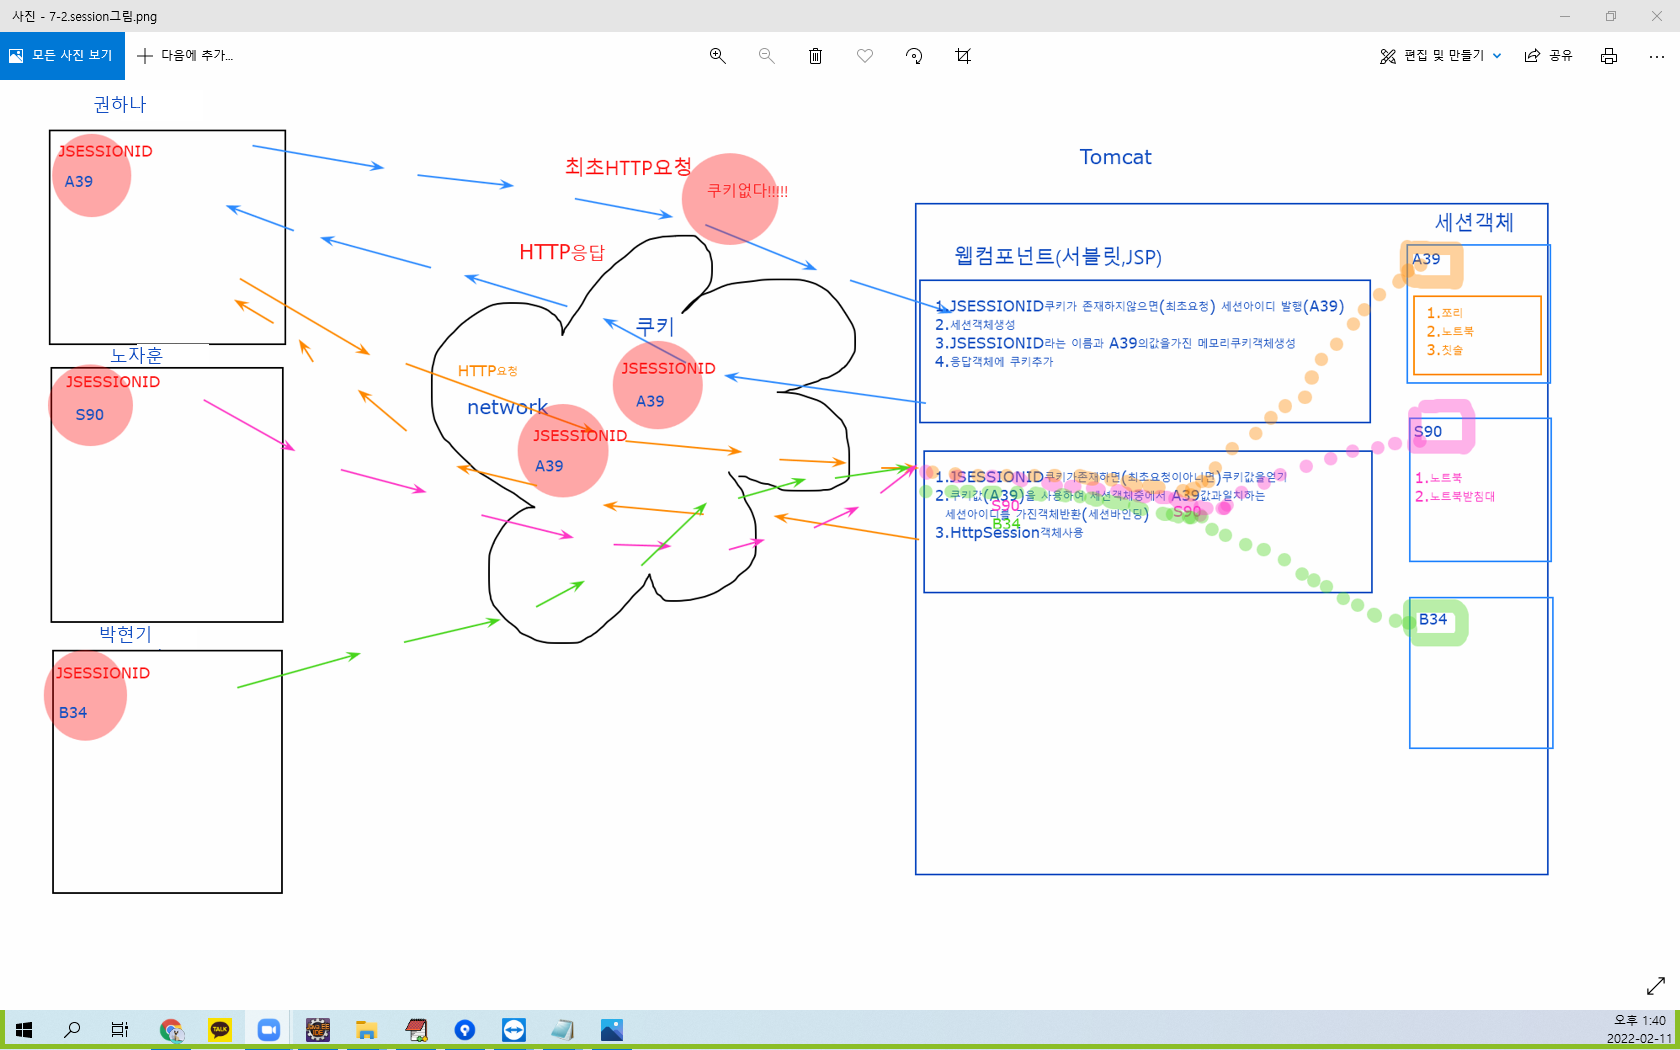 사진 - 7-2.session그림.png
모든 사진 보기
다음에 추가...
편집 및 만들기
공유
권하나
JSESSIONID
A39
노자훈
JSESSIONID
S90
박현기
JSESSIONID
B34
최초HTTP요청
쿠키없다!!!!!
HTTP응답
쿠키
JSESSIONID
A39
HTTP요청
network
JSESSIONID
A39
Tomcat
세션객체
웹컴포넌트(서블릿,JSP)
1.JSESSIONID쿠키가 존재하지않으면(최초요청) 세션아이디 발행(A39)
2.세션객체생성
3.JSESSIONID라는 이름과 A39의값을가진 메모리쿠키객체생성
4.응답객체에 쿠키추가
1.JSESSIONID쿠키가존재하면(최초요청이아니면)쿠키값을얻기
2.쿠키값(A39)을 사용하여 세션객체중에서 A39값과일치하는
S90
S90
세션아이디를 가진객체반환(세션바인딩)
B34
3.HttpSession객체사용
A39
1.쪼리
2.노트북
3.칫솔
S90
1.노트북
2.노트북받침대
B34
TALK
Java EE
IDE
오후 1:40
2022-02-11